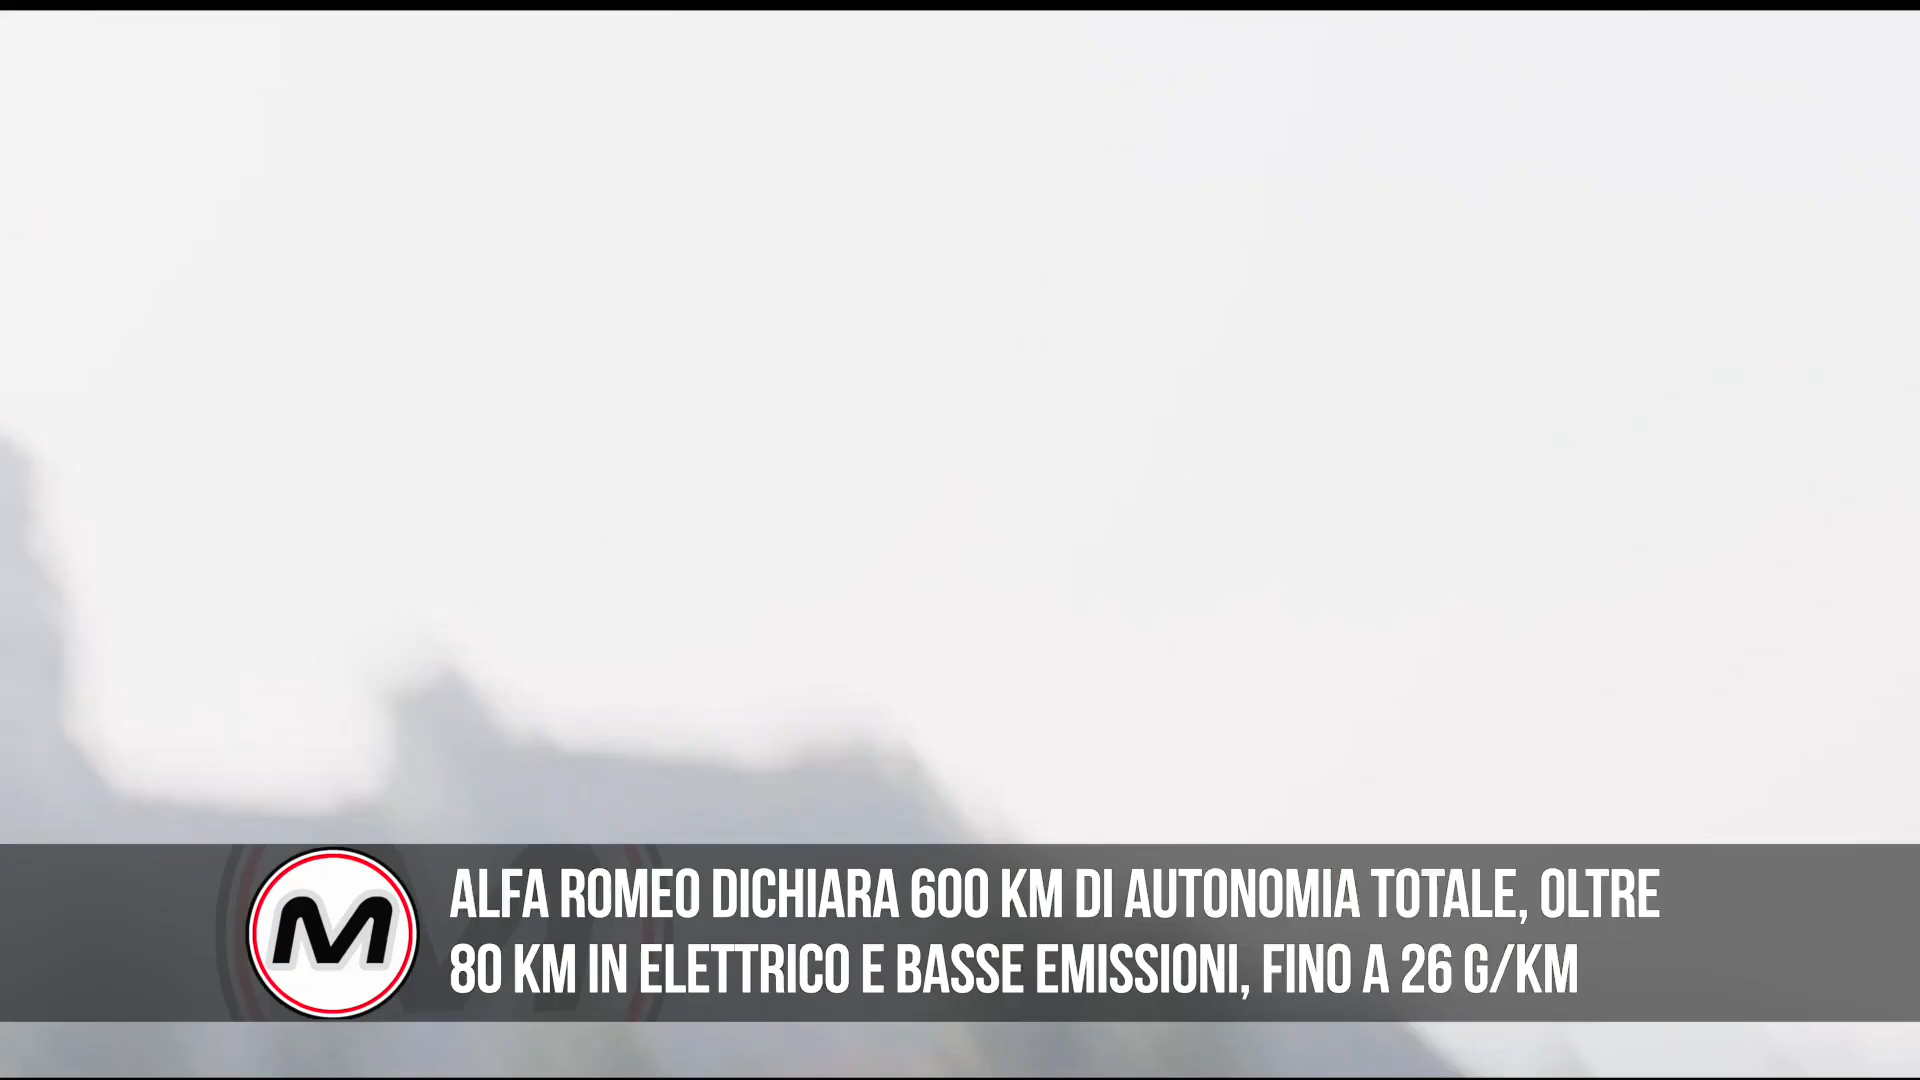 M
ALFA ROMEO DICHIARA 600 KM DI AUTONOMIA TOTALE, OLTRE
80 KM IN ELETTRICO E BASSE EMISSIONI, FINO A 26 G/KM